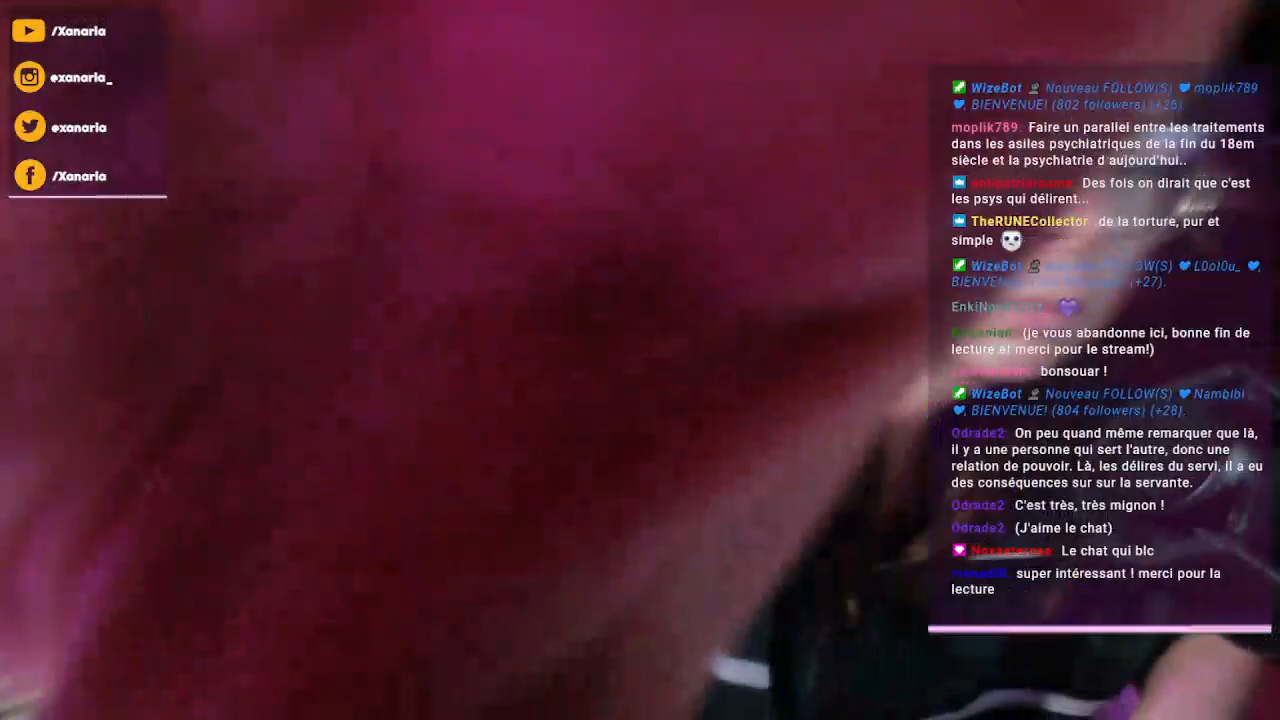 /Xanarla
exanarla_
exanarla
/Xanarla
WizeBot Nouveau FOLLOW(S) moplik789
, BIENVENUE! (802 followers) (+26).
moplik789: Faire un parallel entre les traitements
dans les asiles psychiatriques de la fin du 18em
siècle et la psychiatrie d aujourd'hui..
Des fois on dirait que c'est
les psys qui délirent...
TheRUNECollector de la torture, pur et
simple
WizeBot FOLLOW(S) L0ol0u_ ,
(+27).
(je vous abandonne ici, bonne fin de
lecture et merci pour le stream!)
bonsouar !
WizeBot Nouveau FOLLOW(S) Nambibi
, BIENVENUE! (804 followers) (+28).
Odrade2: On peu quand même remarquer que là,
il y a une personne qui sert l'autre, donc une
relation de pouvoir. Là, les délires du servi, il a eu
des conséquences sur sur la servante.
Odrade2: C'est très, très mignon !
Odrade2: (J'aime le chat)
Le chat qui blc
super intéressant ! merci pour la
lecture